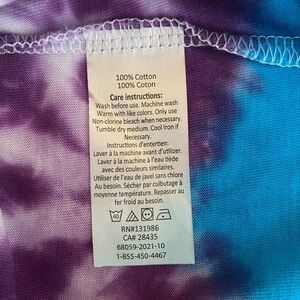 100% Cotton
100% Coton
Care instructions:
Wash before use. Machine wash
Warm with like colors. Only use
Non-clorine bleach when necessary.
Tumble dry medium. Cool Iron if
Necessary.
Instructions d'entertien:
Laver à la machine avant d'utilizer.
Laver à la machine à l'eau tiède
avec des couleurs similaires.
Utiliser de l'eau de javel sans chlore
Au besoin. Sécher par culbutage à
moyenne température. Repasser au
fer froid au besoin.
40
RN#131986
CA# 28435
68059-2021-10
1-855-450-4467